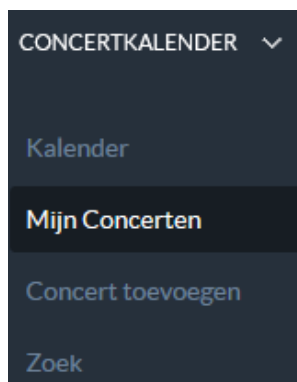 CONCERTKALENDER
Kalender
Mijn Concerten
Concert toevoegen
Zoek